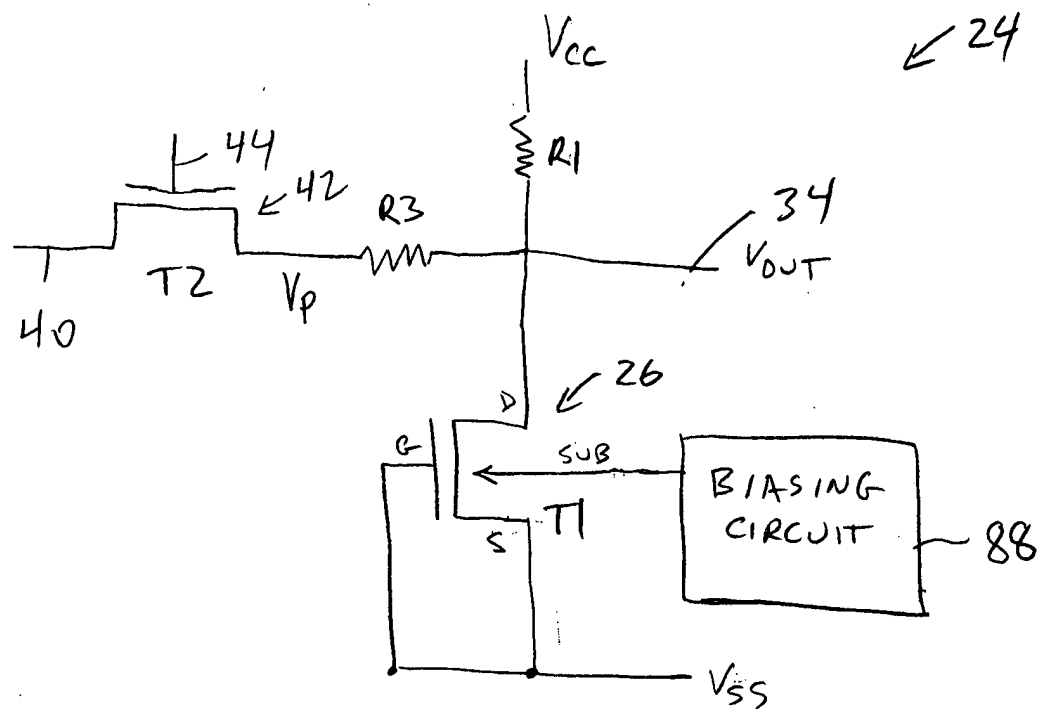 Vcc
24
R1
44
42
R3
34
VOUT
T2
Vp
40
26
D
G
SUB
T1
S
BIASING
CIRCUIT
88
Vss